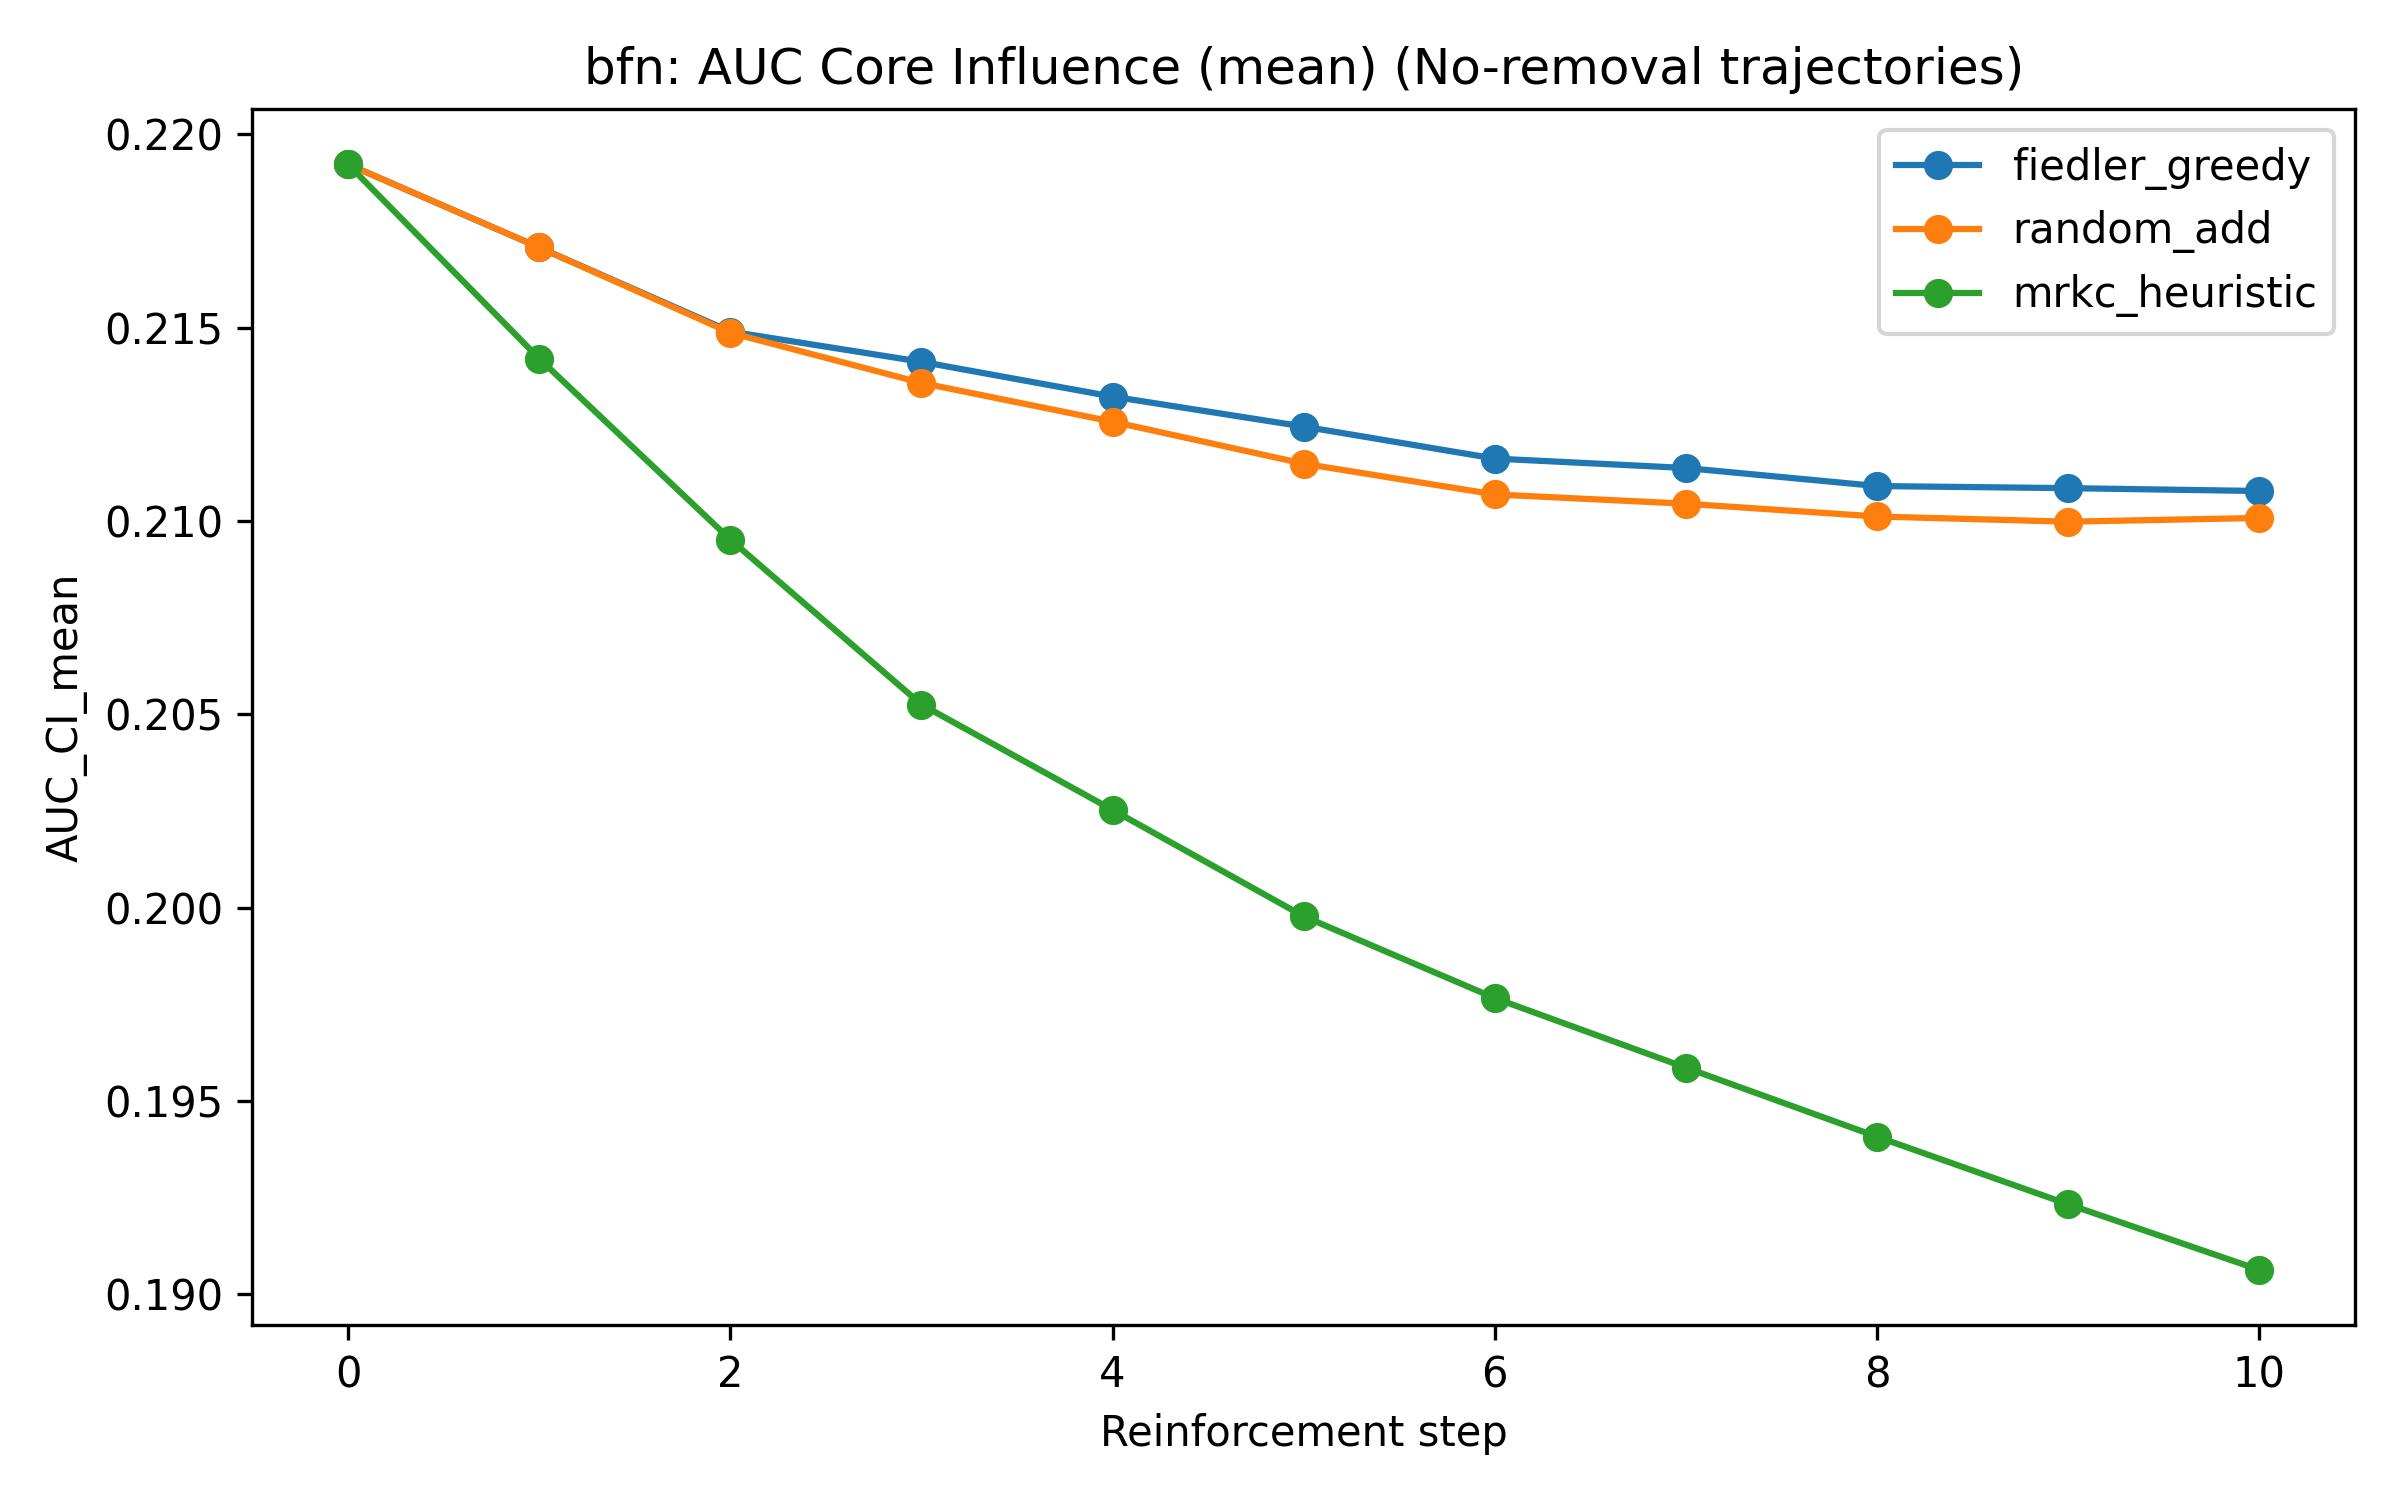 bfn: AUC Core Influence (mean) (No-removal trajectories)
fiedler_greedy
random_add
mrkc_heuristic
AUC_CI_mean
0.220
0.215
0.210
0.205
0.200
0.195
0.190
0 2 4 6 8 10
Reinforcement step